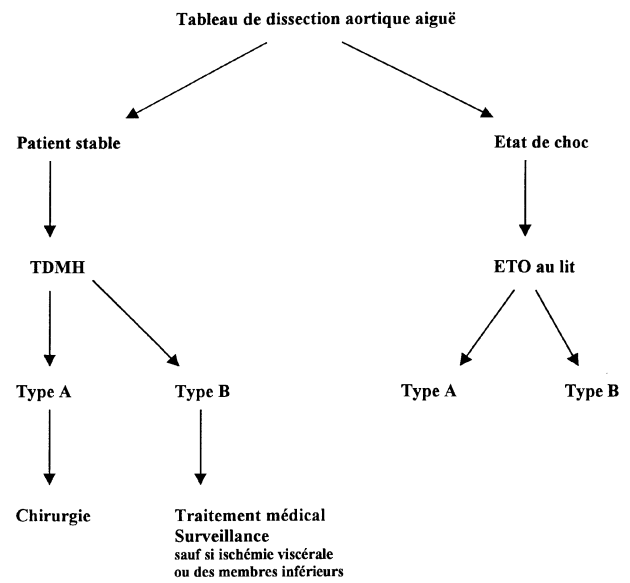 Tableau de dissection aortique aiguë
Patient stable
Etat de choc
TDMH
ETO au lit
Type A
Type B
Type A
Type B
Chirurgie
Traitement médical
Surveillance
sauf si ischémie viscérale
ou des membres inférieurs